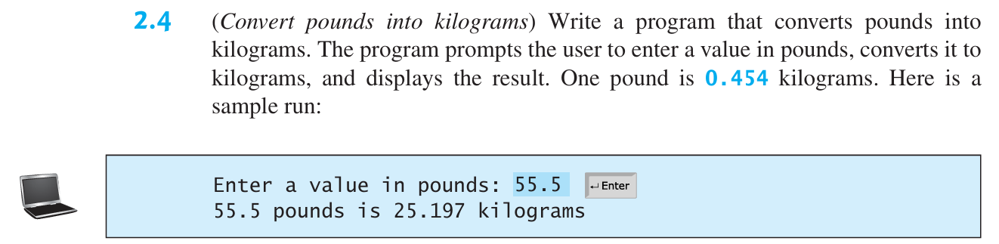 2.4 (Convert pounds into kilograms) Write a program that converts pounds into
kilograms. The program prompts the user to enter a value in pounds, converts it to
kilograms, and displays the result. One pound is 0.454 kilograms. Here is a
sample run:
Enter a value in pounds: 55.5 ↵ Enter
55.5 pounds is 25.197 kilograms